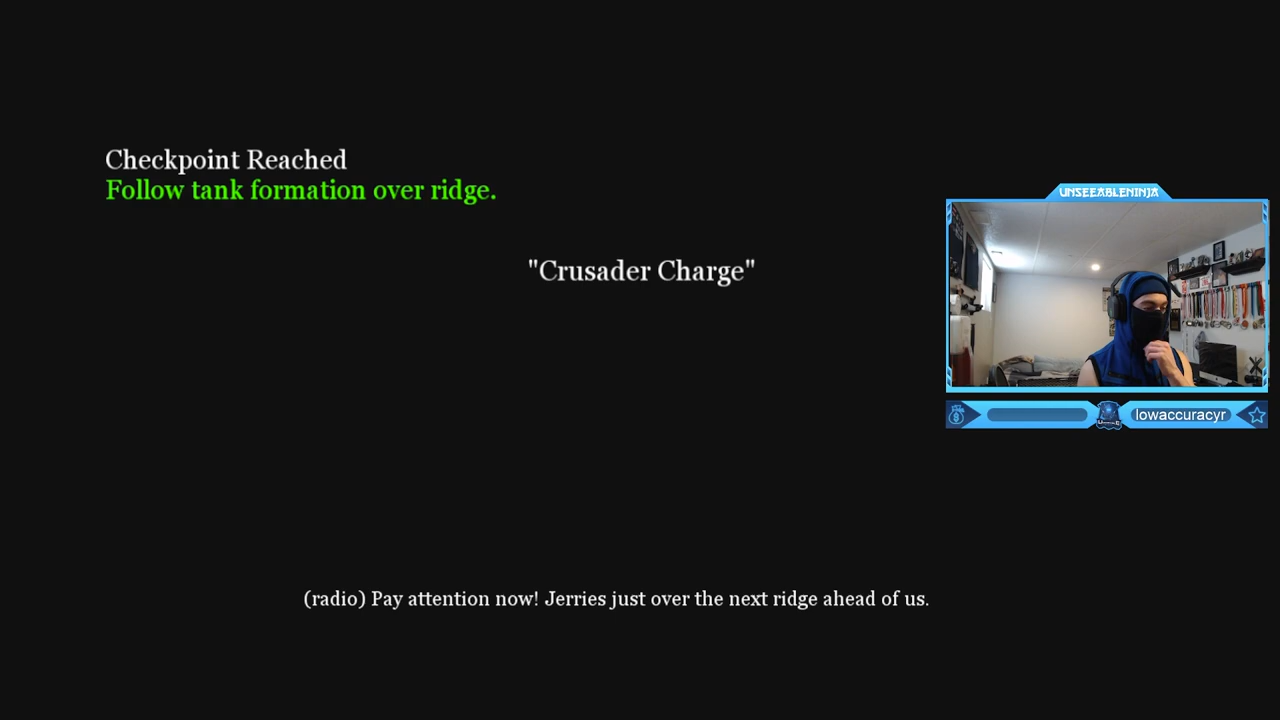 Checkpoint Reached
Follow tank formation over ridge.
UNSEEABLENINJA
"Crusader Charge"
lowaccuracyr
(radio) Pay attention now! Jerries just over the next ridge ahead of us.